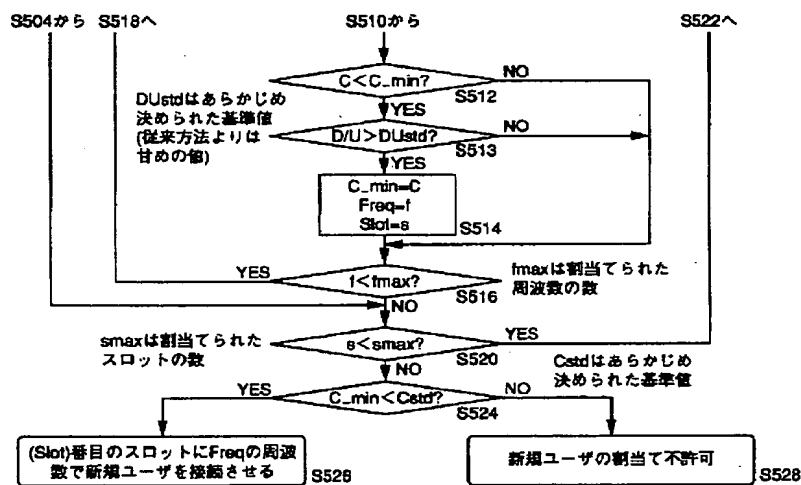 S504から
S518へ
S510から
S522へ
C<C_min?
NO
S512
DUstdはあらかじめ
決められた基準値
(従来方法よりは
甘めの値)
YES
D/U>DUstd?
NO
S513
YES
C_min=C
Freq=f
Slot=s
S514
YES
f<fmax?
S516
fmaxは割当てられた
周波数の数
NO
smaxは割当てられた
スロットの数
s<smax?
YES
S520
NO
Cstdはあらかじめ
決められた基準値
YES
C_min<Cstd?
NO
S524
(Slot)番目のスロットにFreqの周波
数で新規ユーザを接続させる
S526
新規ユーザの割当て不許可
S528